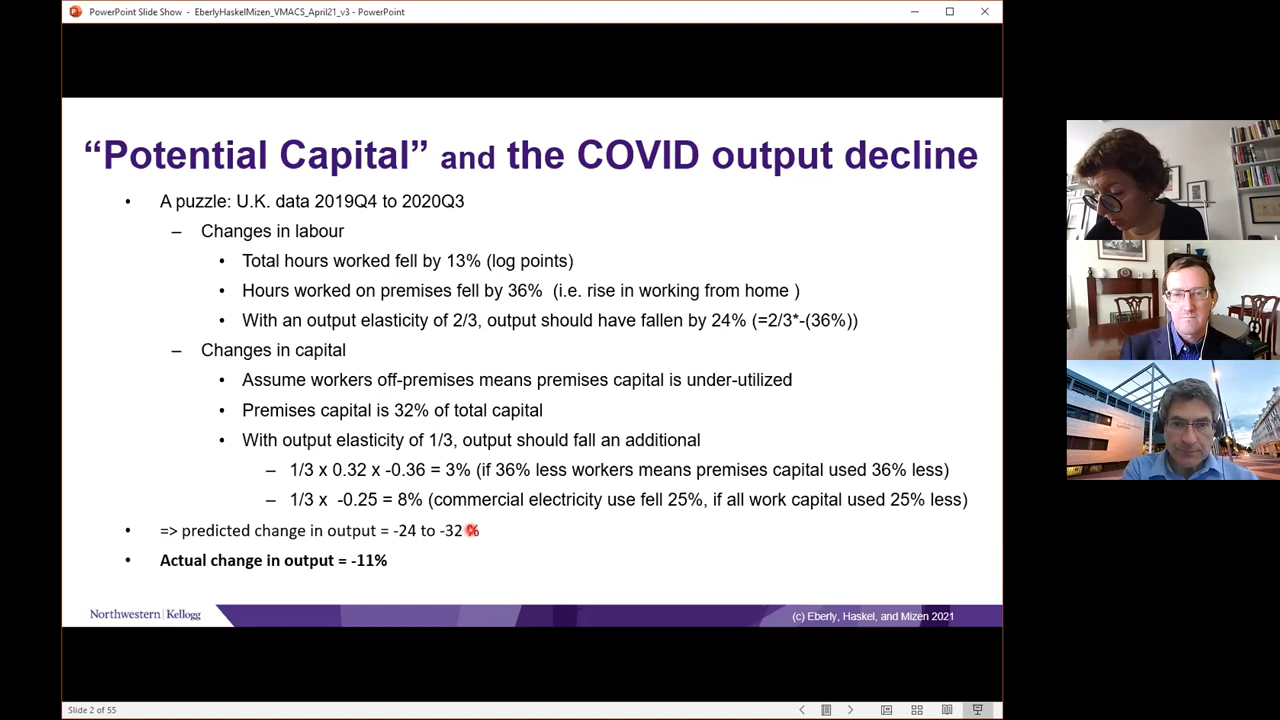 PowerPoint Slide Show - EberlyHaskelMizen_VMACS_April21_v3 - PowerPoint
“Potential Capital” and the COVID output decline
• A puzzle: U.K. data 2019Q4 to 2020Q3
– Changes in labour
• Total hours worked fell by 13% (log points)
• Hours worked on premises fell by 36% (i.e. rise in working from home )
• With an output elasticity of 2/3, output should have fallen by 24% (=2/3*-(36%))
– Changes in capital
• Assume workers off-premises means premises capital is under-utilized
• Premises capital is 32% of total capital
• With output elasticity of 1/3, output should fall an additional
– 1/3 x 0.32 x -0.36 = 3% (if 36% less workers means premises capital used 36% less)
– 1/3 x -0.25 = 8% (commercial electricity use fell 25%, if all work capital used 25% less)
• => predicted change in output = -24 to -32%
• Actual change in output = -11%
Northwestern | Kellogg
(c) Eberly, Haskel, and Mizen 2021
Slide 2 of 55